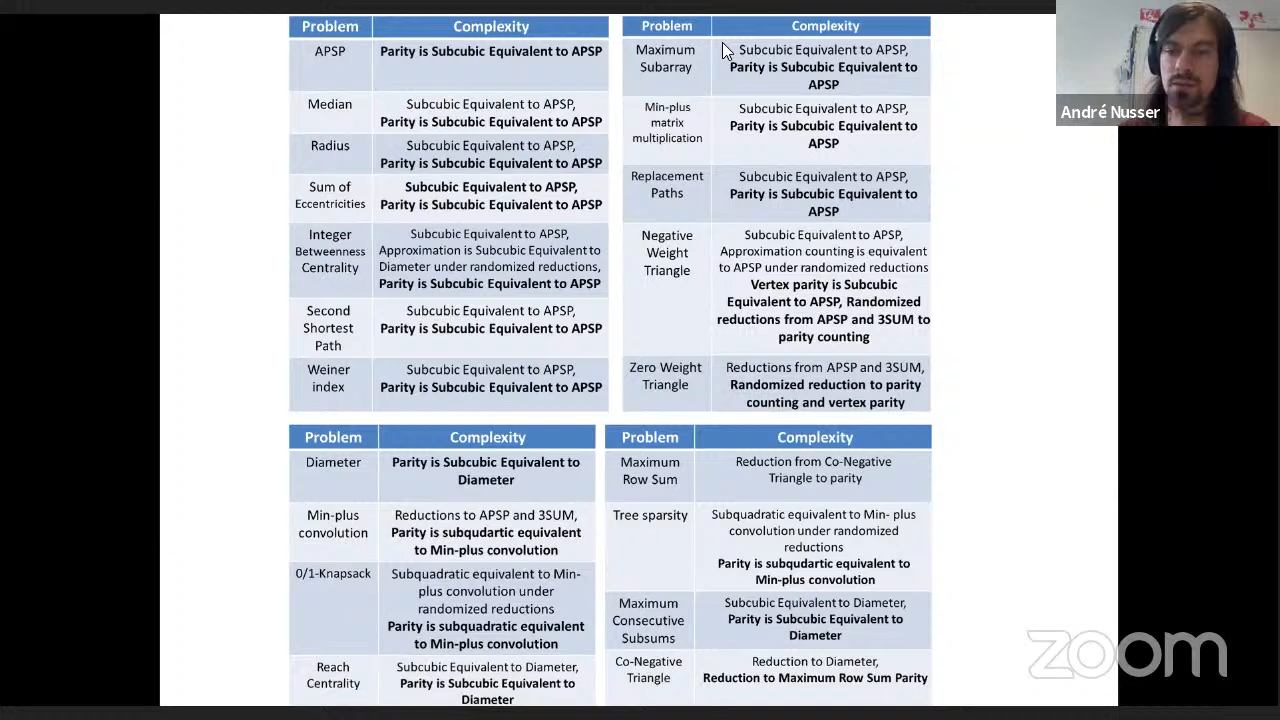 Problem Complexity
APSP Parity is Subcubic Equivalent to APSP
Median Subcubic Equivalent to APSP,
Parity is Subcubic Equivalent to APSP
Radius Subcubic Equivalent to APSP,
Parity is Subcubic Equivalent to APSP
Sum of Subcubic Equivalent to APSP,
Eccentricities Parity is Subcubic Equivalent to APSP
Integer Subcubic Equivalent to APSP,
Betweenness Approximation is Subcubic Equivalent to
Centrality Diameter under randomized reductions,
Parity is Subcubic Equivalent to APSP
Second Subcubic Equivalent to APSP,
Shortest Parity is Subcubic Equivalent to APSP
Path
Weiner Subcubic Equivalent to APSP,
index Parity is Subcubic Equivalent to APSP
Problem Complexity
Maximum Subcubic Equivalent to APSP,
Subarray Parity is Subcubic Equivalent to
APSP
Min-plus Subcubic Equivalent to APSP,
matrix Parity is Subcubic Equivalent to
multiplication APSP
Replacement Subcubic Equivalent to APSP,
Paths Parity is Subcubic Equivalent to
APSP
Negative Subcubic Equivalent to APSP,
Weight Approximation counting is equivalent
Triangle to APSP under randomized reductions
Vertex parity is Subcubic
Equivalent to APSP, Randomized
reductions from APSP and 3SUM to
parity counting
Zero Weight Reductions from APSP and 3SUM,
Triangle Randomized reduction to parity
counting and vertex parity
Problem Complexity
Diameter Parity is Subcubic Equivalent to
Diameter
Min-plus Reductions to APSP and 3SUM,
convolution Parity is subqudartic equivalent
to Min-plus convolution
0/1-Knapsack Subquadratic equivalent to Min-
plus convolution under
randomized reductions
Parity is subquadratic equivalent
to Min-plus convolution
Reach Subcubic Equivalent to Diameter,
Centrality Parity is Subcubic Equivalent to
Diameter
Problem Complexity
Maximum Reduction from Co-Negative
Row Sum Triangle to parity
Tree sparsity Subquadratic equivalent to Min- plus
convolution under randomized
reductions
Parity is subqudartic equivalent to
Min-plus convolution
Maximum Subcubic Equivalent to Diameter,
Consecutive Parity is Subcubic Equivalent to
Subsums Diameter
Co-Negative Reduction to Diameter,
Triangle Reduction to Maximum Row Sum Parity
André Nusser
zoom